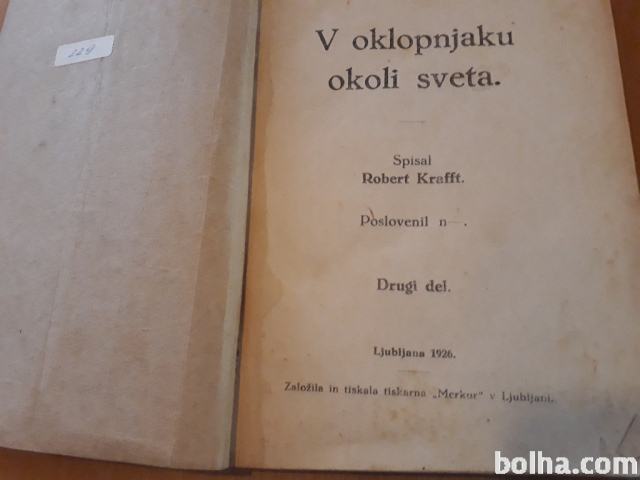 229
V oklopnjaku
okoli sveta.
Spisal
Robert Krafft.
Poslovenil n—.
Drugi del.
Ljubljana 1926.
Založila in tiskala tiskarna „Merkur" v Ljubljani.
bolha.com